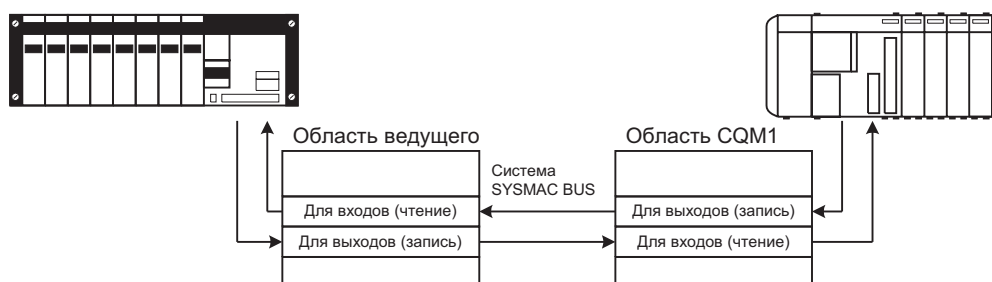 Область ведущего
Область CQM1
Система
SYSMAC BUS
Для входов (чтение)
Для выходов (запись)
Для выходов (запись)
Для входов (чтение)